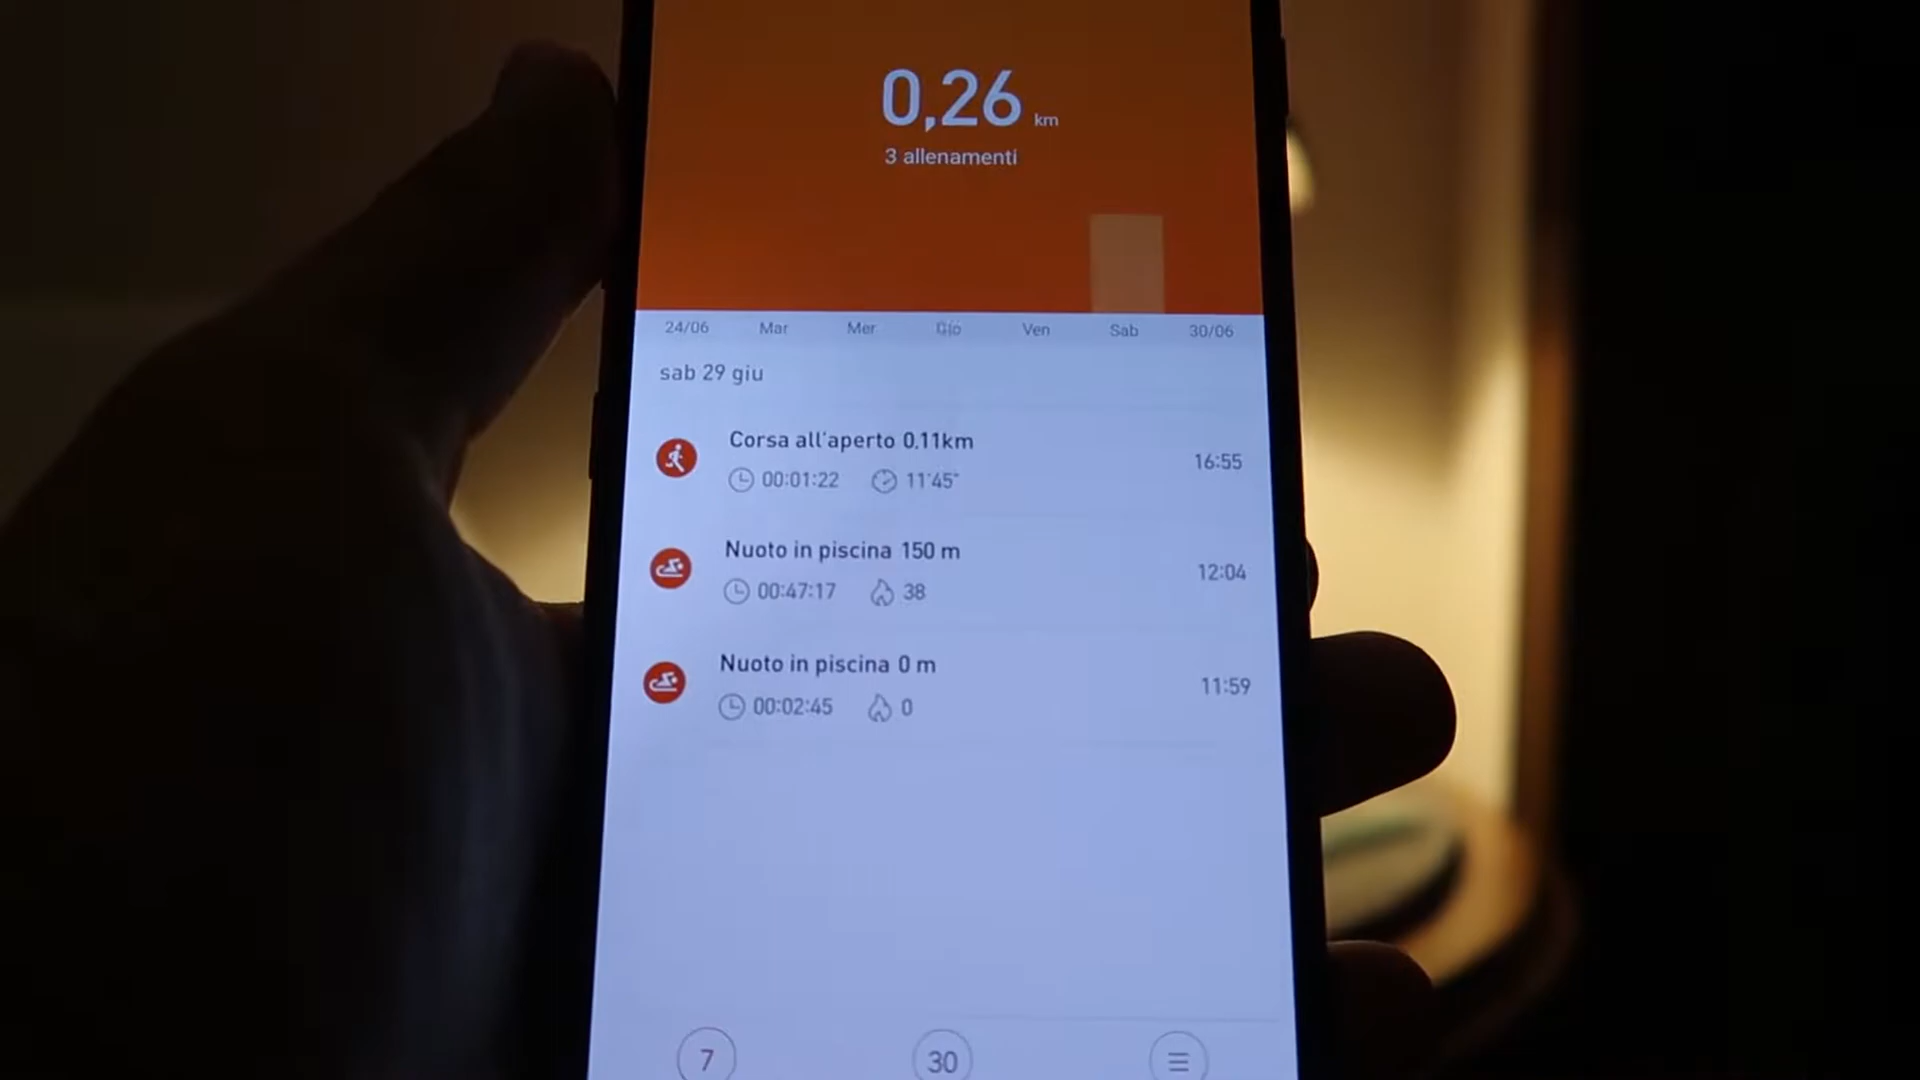 0,26 km
3 allenamenti
24/06 Mar Mer Gio Ven Sab 30/06
sab 29 giu
Corsa all'aperto 0.11km
00:01:22 11'45"
16:55
Nuoto in piscina 150 m
00:47:17 38
12:04
Nuoto in piscina 0 m
00:02:45 0
11:59
7 30